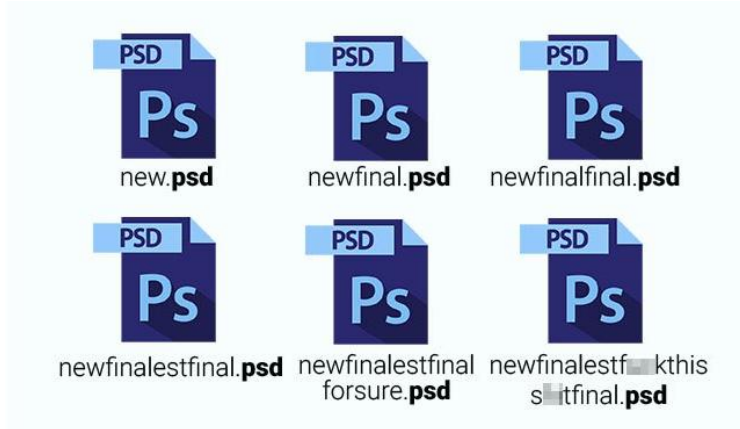 PSD
Ps
new.psd
PSD
Ps
newfinal.psd
PSD
Ps
newfinalfinal.psd
PSD
Ps
newfinalestfinal.psd
PSD
Ps
newfinalestfinal
forsure.psd
PSD
Ps